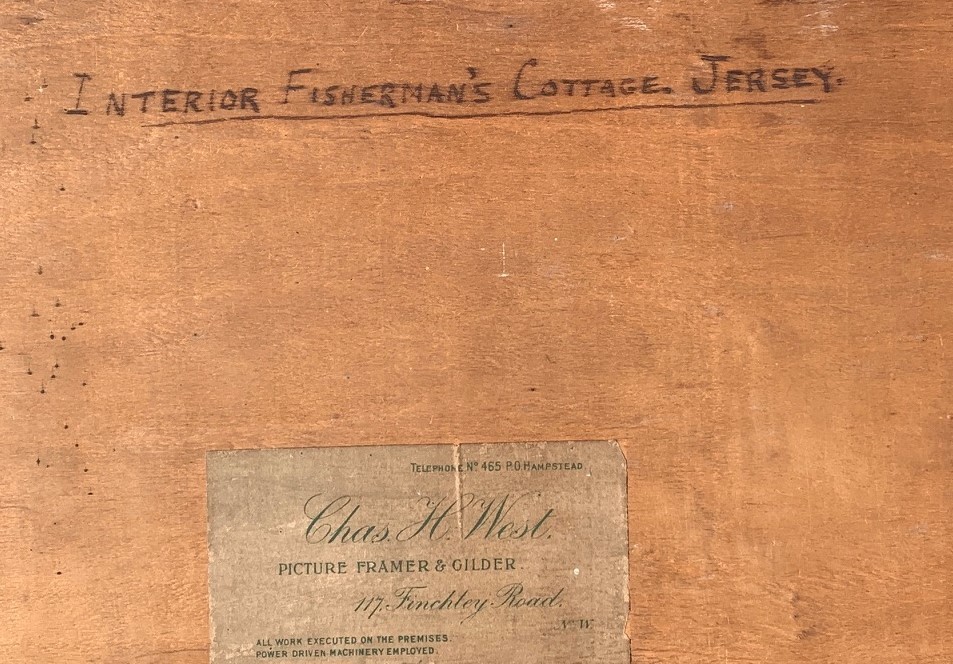 INTERIOR FISHERMAN'S COTTAGE. JERSEY.
TELEPHONE Nº 465 P.O. HAMPSTEAD
Chas. H. West.
PICTURE FRAMER & GILDER.
117, Finchley Road.
N.W.
ALL WORK EXECUTED ON THE PREMISES.
POWER DRIVEN MACHINERY EMPLOYED.